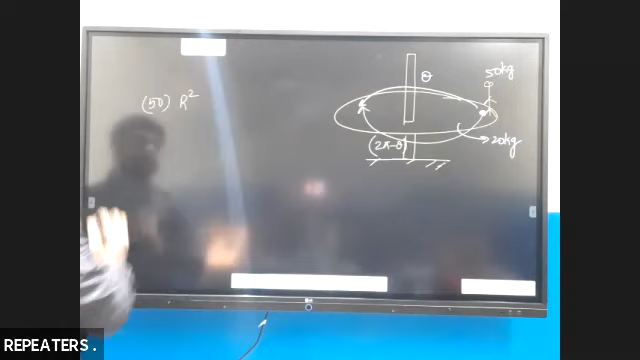 (50) R²
θ
50kg
(2π-θ)
20kg
REPEATERS.